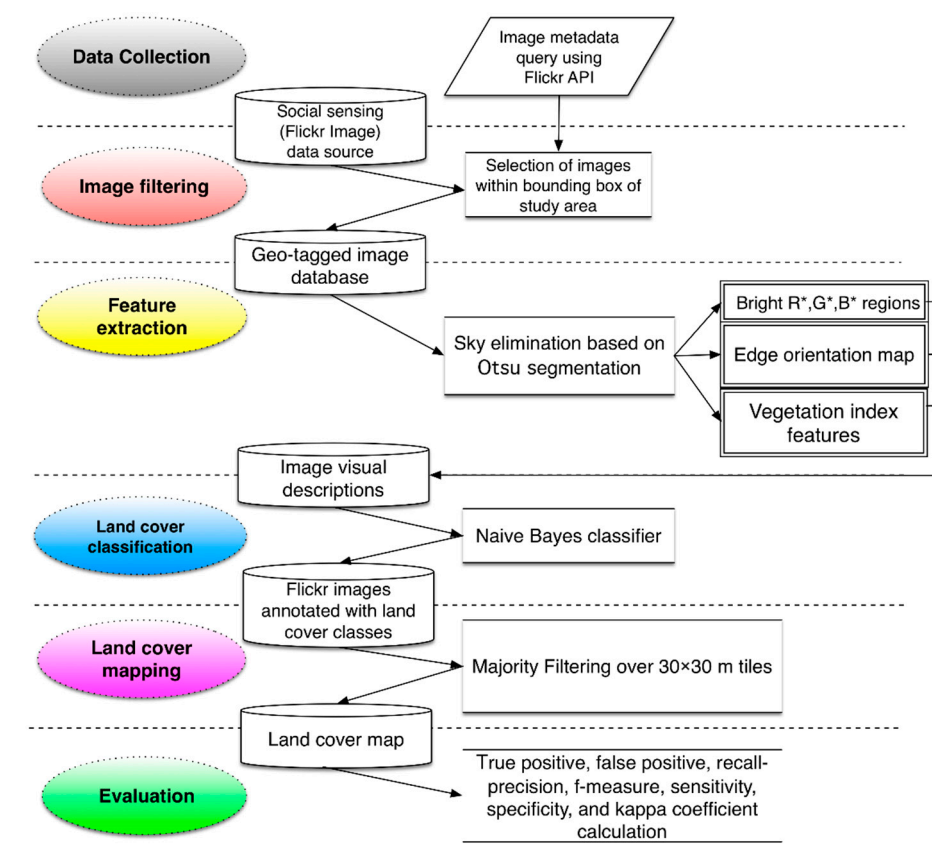 Data Collection
Image metadata
query using
Flickr API
Social sensing
(Flickr Image)
data source
Image filtering
Selection of images
within bounding box of
study area
Geo-tagged image
database
Feature
extraction
Sky elimination based on
Otsu segmentation
Bright R*,G*,B* regions
Edge orientation map
Vegetation index
features
Image visual
descriptions
Land cover
classification
Naive Bayes classifier
Flickr images
annotated with land
cover classes
Land cover
mapping
Majority Filtering over 30×30 m tiles
Land cover map
Evaluation
True positive, false positive, recall-
precision, f-measure, sensitivity,
specificity, and kappa coefficient
calculation